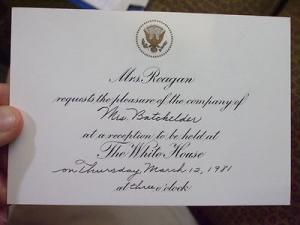 Mrs. Reagan
requests the pleasure of the company of
Mrs. Batchelder
at a reception to be held at
The White House
on Thursday, March 12, 1981
at three o'clock